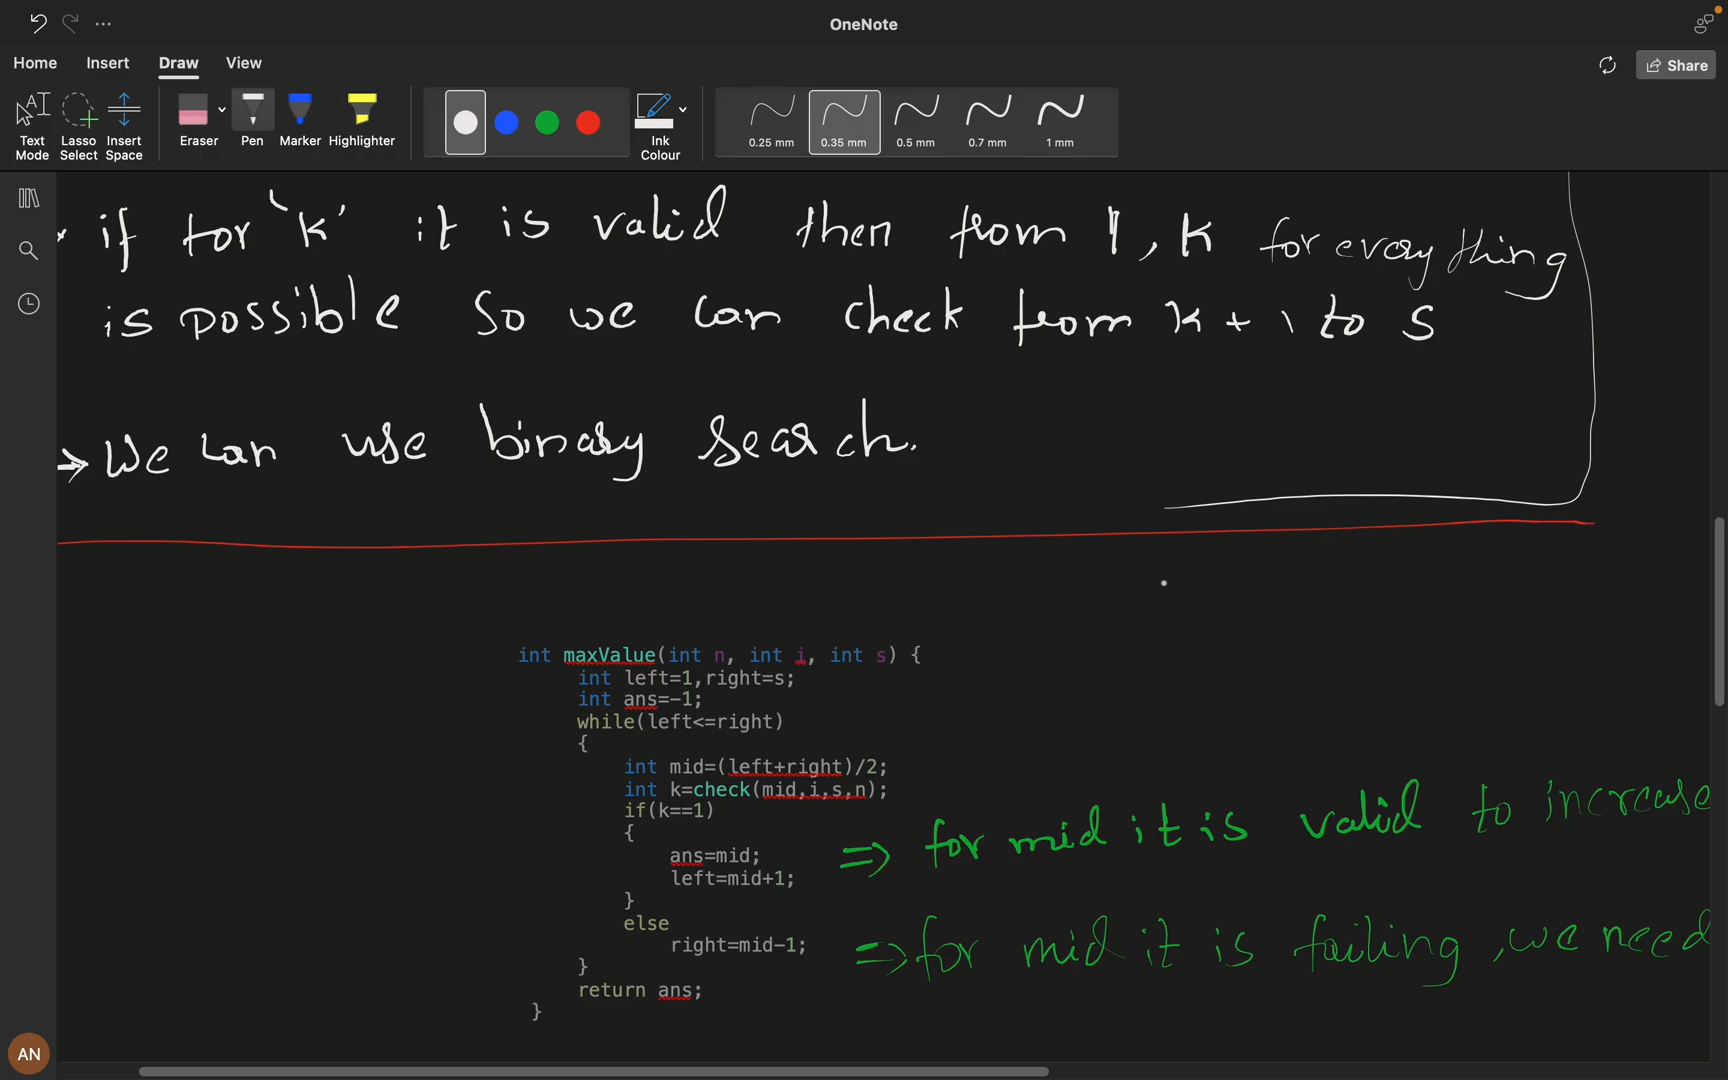 OneNote
Home Insert Draw View
Share
Text Mode
Lasso Select
Insert Space
Eraser
Pen
Marker
Highlighter
Ink Colour
0.25 mm
0.35 mm
0.5 mm
0.7 mm
1 mm
if for 'k' it is valid then from 1, k for everything
is possible so we can check from k + 1 to s
→ We can use binary search.
int maxValue(int n, int i, int s) {
int left=1,right=s;
int ans=-1;
while(left<=right)
{
int mid=(left+right)/2;
int k=check(mid,i,s,n);
if(k==1)
{
ans=mid;
left=mid+1;
⇒ for mid it is valid to increase
}
else
right=mid-1;
⇒ for mid it is failing, we need
}
return ans;
}
AN